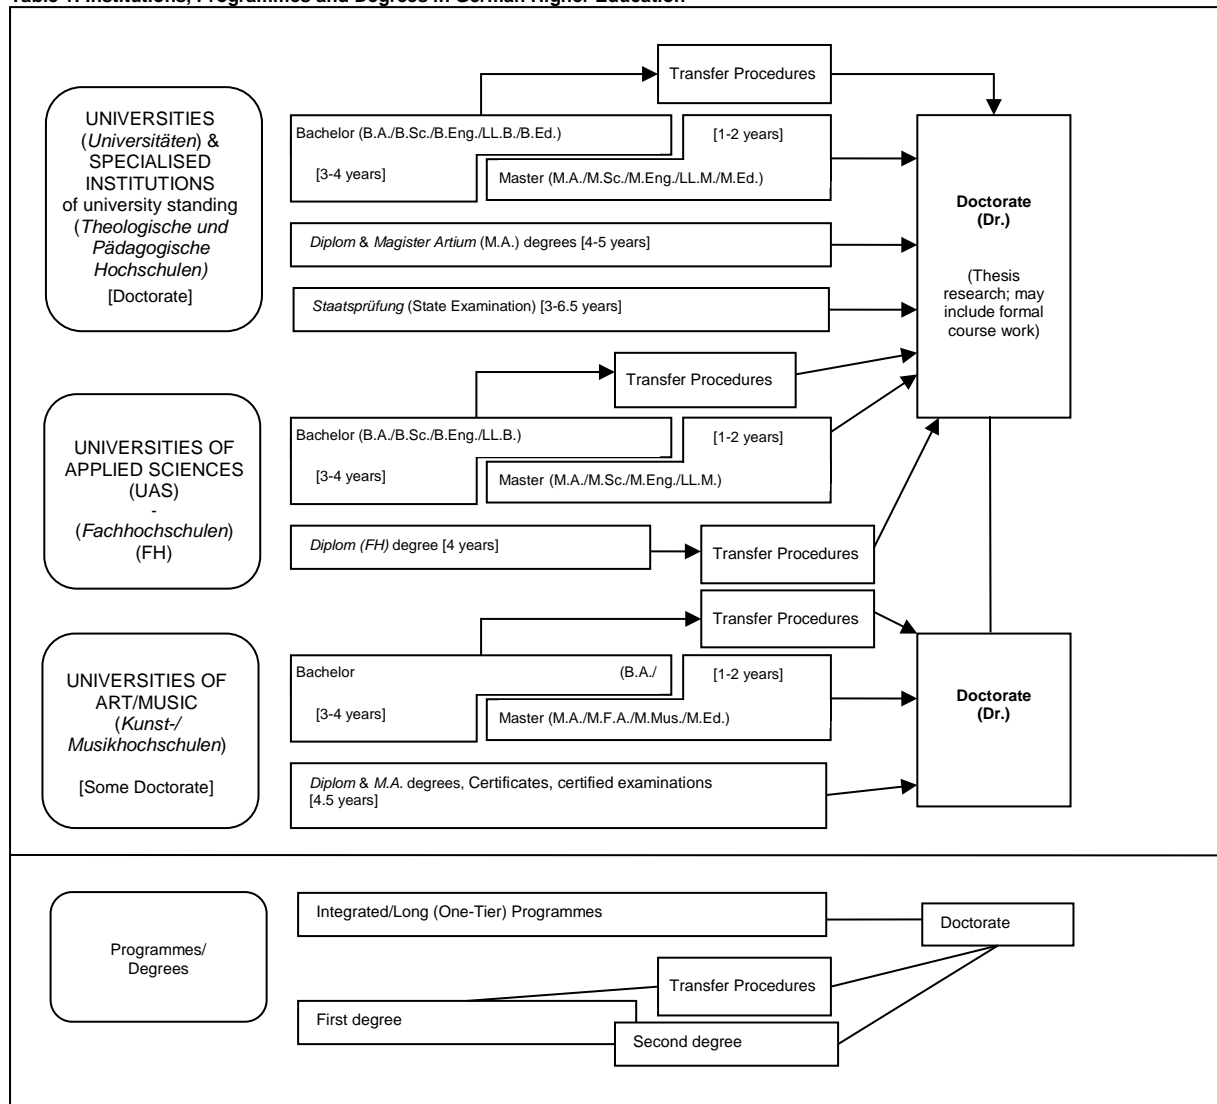 Table 1: Institutions, Programmes and Degrees in German Higher Education
Transfer Procedures
UNIVERSITIES
(Universitäten) &
SPECIALISED
INSTITUTIONS
of university standing
(Theologische und
Pädagogische
Hochschulen)
[Doctorate]
Bachelor (B.A./B.Sc./B.Eng./LL.B./B.Ed.)
[3-4 years]
[1-2 years]
Master (M.A./M.Sc./M.Eng./LL.M./M.Ed.)
Diplom & Magister Artium (M.A.) degrees [4-5 years]
Staatsprüfung (State Examination) [3-6.5 years]
Doctorate
(Dr.)
(Thesis
research; may
include formal
course work)
Transfer Procedures
UNIVERSITIES OF
APPLIED SCIENCES
(UAS)
-
(Fachhochschulen)
(FH)
Bachelor (B.A./B.Sc./B.Eng./LL.B.)
[3-4 years]
[1-2 years]
Master (M.A./M.Sc./M.Eng./LL.M.)
Diplom (FH) degree [4 years]
Transfer Procedures
Transfer Procedures
UNIVERSITIES OF
ART/MUSIC
(Kunst-/
Musikhochschulen)
[Some Doctorate]
Bachelor (B.A./
[3-4 years]
[1-2 years]
Master (M.A./M.F.A./M.Mus./M.Ed.)
Diplom & M.A. degrees, Certificates, certified examinations
[4.5 years]
Doctorate
(Dr.)
Programmes/
Degrees
Integrated/Long (One-Tier) Programmes
Doctorate
Transfer Procedures
First degree
Second degree